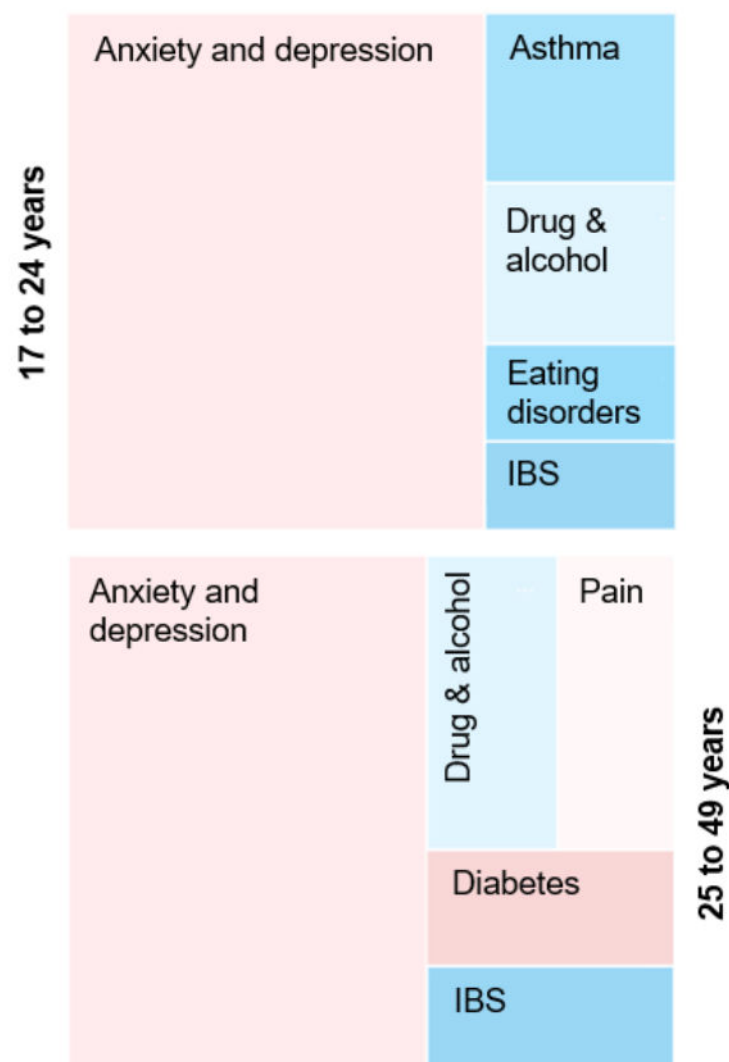 17 to 24 years
Anxiety and depression
Asthma
Drug &
alcohol
Eating
disorders
IBS
Anxiety and
depression
Drug & alcohol
Pain
Diabetes
IBS
25 to 49 years